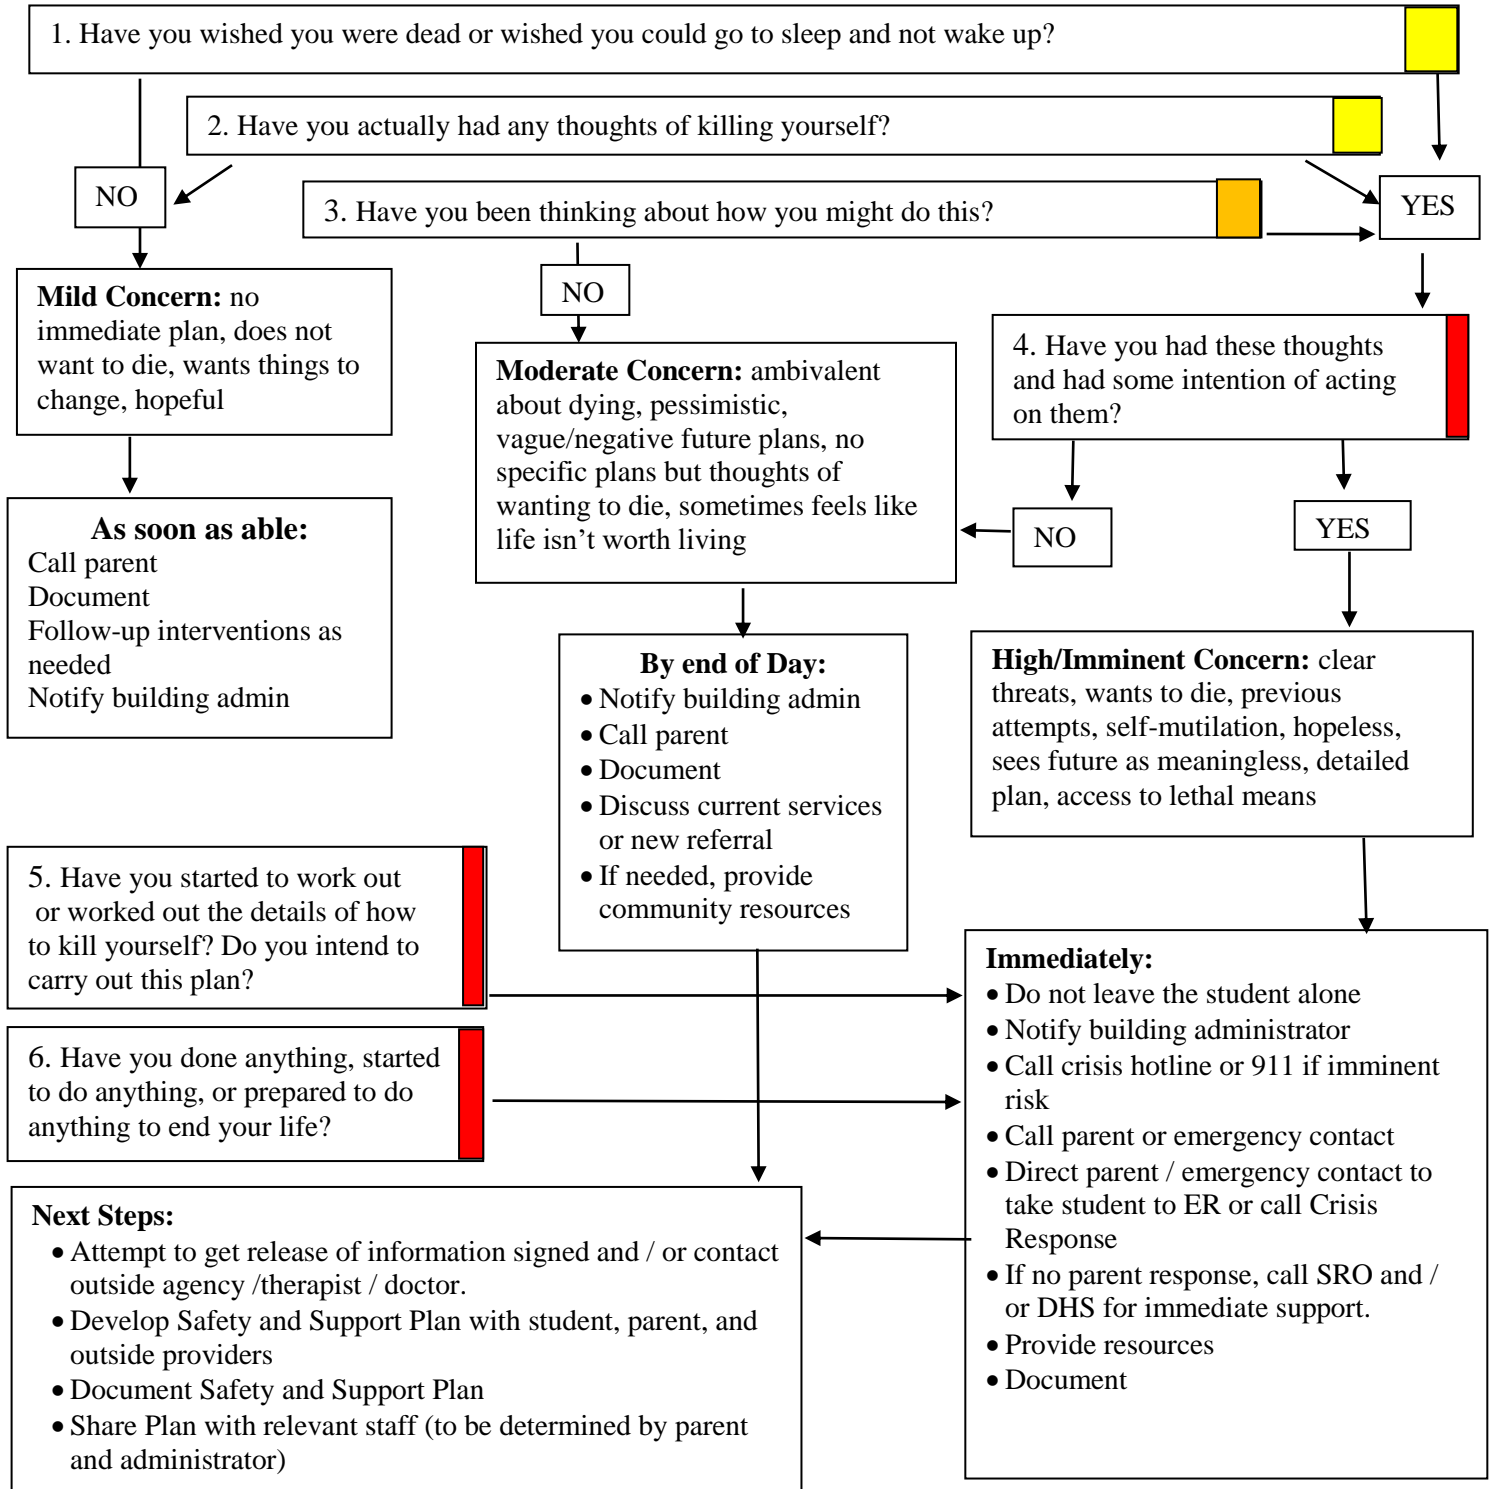 1. Have you wished you were dead or wished you could go to sleep and not wake up?
2. Have you actually had any thoughts of killing yourself?
NO
3. Have you been thinking about how you might do this?
YES
Mild Concern: no
immediate plan, does not
want to die, wants things to
change, hopeful
NO
Moderate Concern: ambivalent
about dying, pessimistic,
vague/negative future plans, no
specific plans but thoughts of
wanting to die, sometimes feels like
life isn’t worth living
4. Have you had these thoughts
and had some intention of acting
on them?
NO
YES
As soon as able:
Call parent
Document
Follow-up interventions as
needed
Notify building admin
By end of Day:
• Notify building admin
• Call parent
• Document
• Discuss current services
or new referral
• If needed, provide
community resources
High/Imminent Concern: clear
threats, wants to die, previous
attempts, self-mutilation, hopeless,
sees future as meaningless, detailed
plan, access to lethal means
5. Have you started to work out
or worked out the details of how
to kill yourself? Do you intend to
carry out this plan?
6. Have you done anything, started
to do anything, or prepared to do
anything to end your life?
Immediately:
• Do not leave the student alone
• Notify building administrator
• Call crisis hotline or 911 if imminent
risk
• Call parent or emergency contact
• Direct parent / emergency contact to
take student to ER or call Crisis
Response
• If no parent response, call SRO and /
or DHS for immediate support.
• Provide resources
• Document
Next Steps:
• Attempt to get release of information signed and / or contact
outside agency /therapist / doctor.
• Develop Safety and Support Plan with student, parent, and
outside providers
• Document Safety and Support Plan
• Share Plan with relevant staff (to be determined by parent
and administrator)